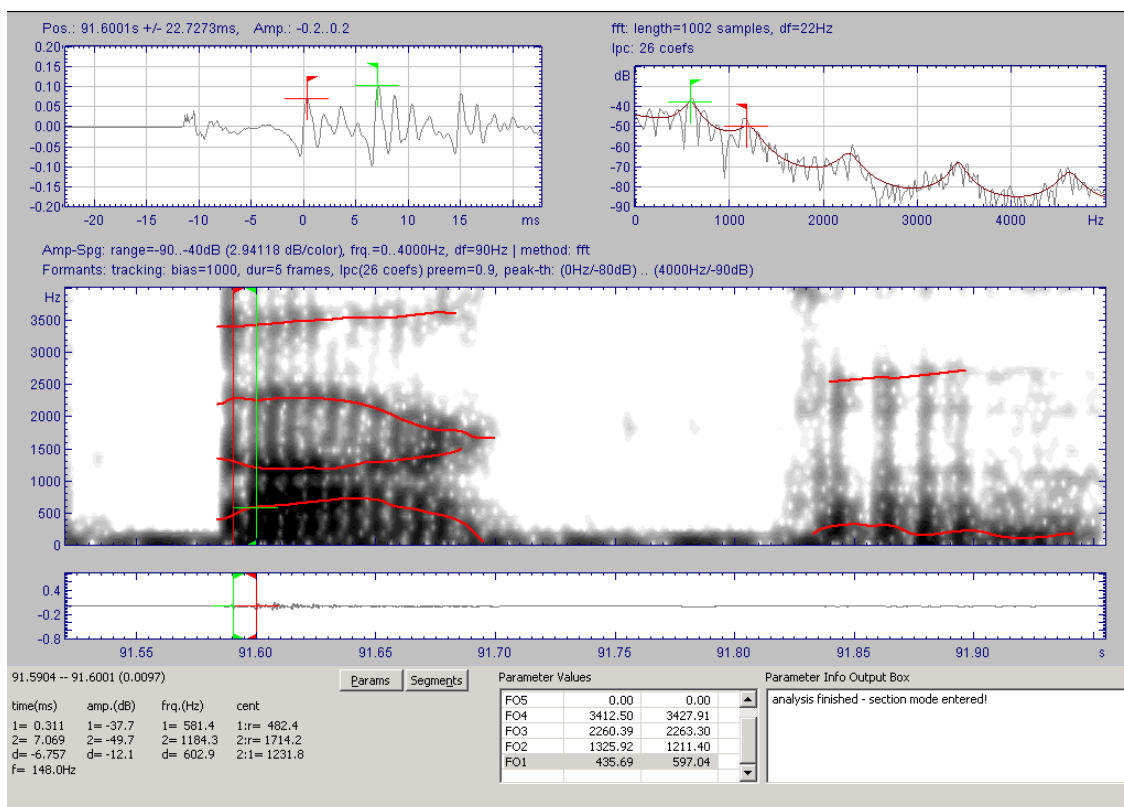 Pos.: 91.6001s +/- 22.7273ms, Amp.: -0.2..0.2
0.20
0.15
0.10
0.05
0.00
-0.05
-0.10
-0.15
-0.20
-20 -15 -10 -5 0 5 10 15 ms
fft: length=1002 samples, df=22Hz
lpc: 26 coefs
dB
-40
-50
-60
-70
-80
-90
0 1000 2000 3000 4000 Hz
Amp-Spg: range=-90..-40dB (2.94118 dB/color), frq.=0..4000Hz, df=90Hz | method: fft
Formants: tracking: bias=1000, dur=5 frames, lpc(26 coefs) preem=0.9, peak-th: (0Hz/-80dB) .. (4000Hz/-90dB)
Hz
3500
3000
2500
2000
1500
1000
500
0
0.4
-0.2
-0.8
91.55 91.60 91.65 91.70 91.75 91.80 91.85 91.90 s
91.5904 -- 91.6001 (0.0097)
Params Segments
time(ms) amp.(dB) frq.(Hz) cent
1= 0.311 1= -37.7 1= 581.4 1:r= 482.4
2= 7.069 2= -49.7 2= 1184.3 2:r= 1714.2
d= -6.757 d= -12.1 d= 602.9 2:1= 1231.8
f= 148.0Hz
Parameter Values
FO5 0.00 0.00
FO4 3412.50 3427.91
FO3 2260.39 2263.30
FO2 1325.92 1211.40
FO1 435.69 597.04
Parameter Info Output Box
analysis finished - section mode entered!